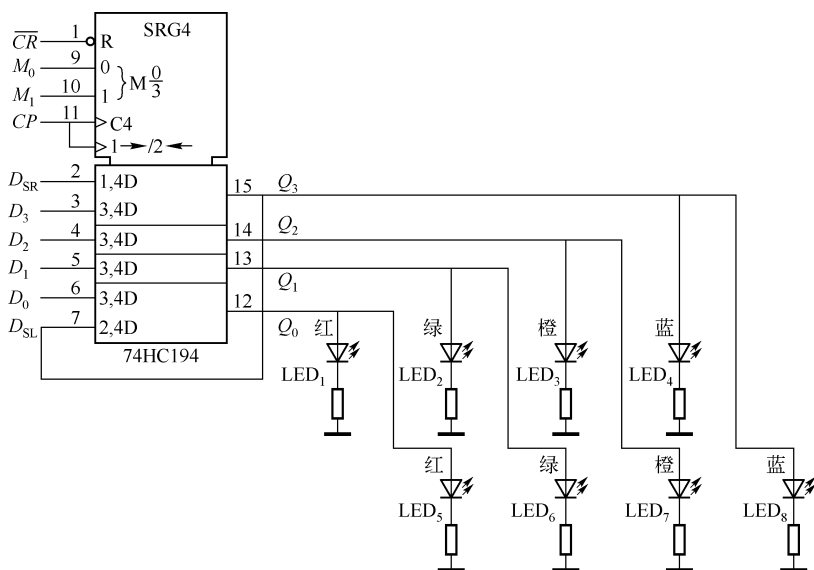 SRG4
CR 1 R
M₀ 9 0
M 0/3
M₁ 10 1
CP 11 C4
1→/2←
D_SR 2 1,4D 15 Q₃
D₃ 3 3,4D
D₂ 4 3,4D 14 Q₂
D₁ 5 3,4D 13 Q₁
D₀ 6 3,4D 12 Q₀
D_SL 7 2,4D
74HC194
红 绿 橙 蓝
LED₁ LED₂ LED₃ LED₄
红 绿 橙 蓝
LED₅ LED₆ LED₇ LED₈